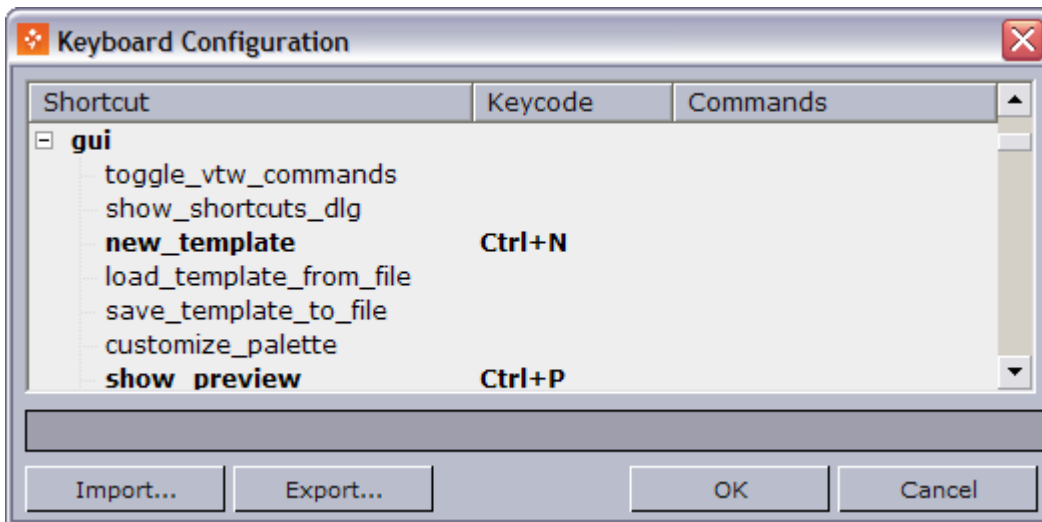 Keyboard Configuration
Shortcut Keycode Commands
gui
toggle_vtw_commands
show_shortcuts_dlg
new_template Ctrl+N
load_template_from_file
save_template_to_file
customize_palette
show_preview Ctrl+P
Import... Export... OK Cancel